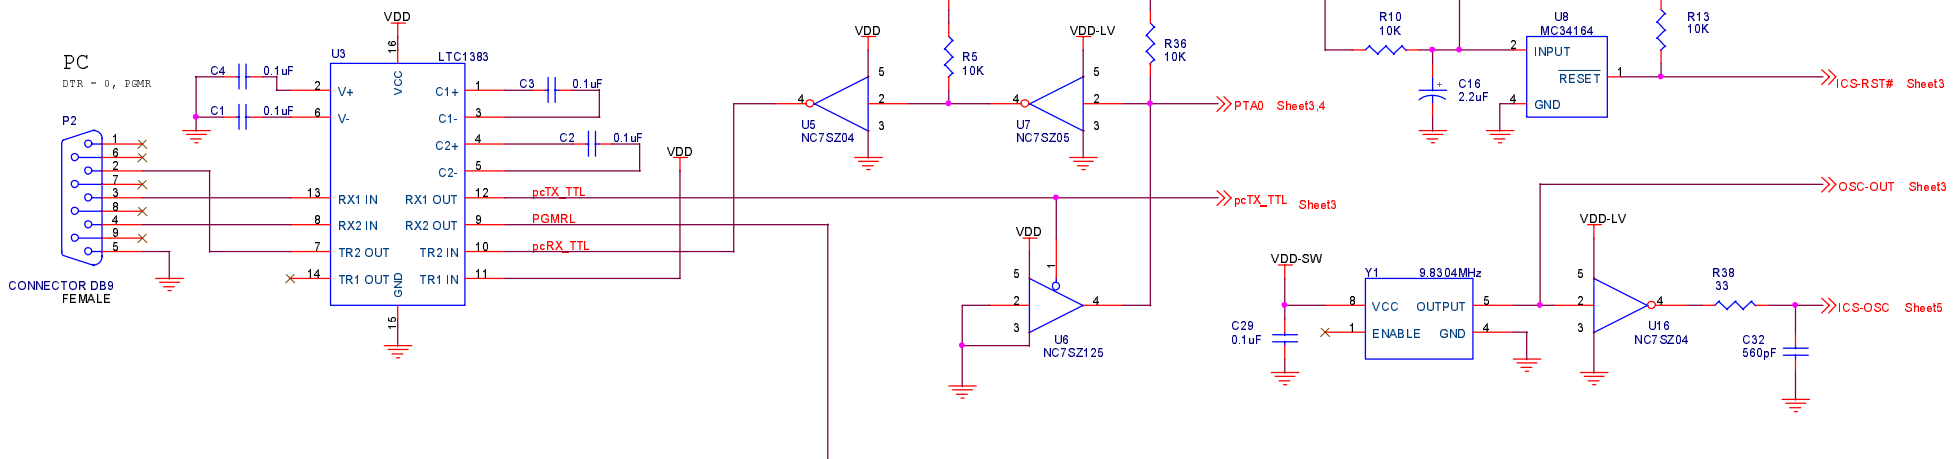 PC
DTR = 0, PGMR
P2
1
6
2
7
3
8
4
9
5
CONNECTOR DB9
FEMALE
C4
0.1uF
C1
0.1uF
VDD
U3
LTC1383
16
VCC
2
V+
6
V-
13
RX1 IN
8
RX2 IN
7
TR2 OUT
14
TR1 OUT
GND
15
C1+
1
C1-
3
C2+
4
C2-
5
RX1 OUT
12
RX2 OUT
9
TR2 IN
10
TR1 IN
11
C3
0.1uF
C2
0.1uF
VDD
pcTX_TTL
PGMRL
pcRX_TTL
VDD
5
4
2
3
U5
NC7SZ04
R5
10K
VDD-LV
5
4
2
3
U7
NC7SZ05
R36
10K
PTA0 Sheet3,4
pcTX_TTL Sheet3
VDD
1
5
2
3
4
U6
NC7SZ125
R10
10K
C16
2.2uF
+
U8
MC34164
2
INPUT
RESET
1
4
GND
R13
10K
ICS-RST# Sheet3
OSC-OUT Sheet3
VDD-SW
C29
0.1uF
Y1
9.8304MHz
8
VCC
OUTPUT
5
1
ENABLE
GND
4
VDD-LV
5
2
4
3
U16
NC7SZ04
R38
33
C32
560pF
ICS-OSC Sheet5